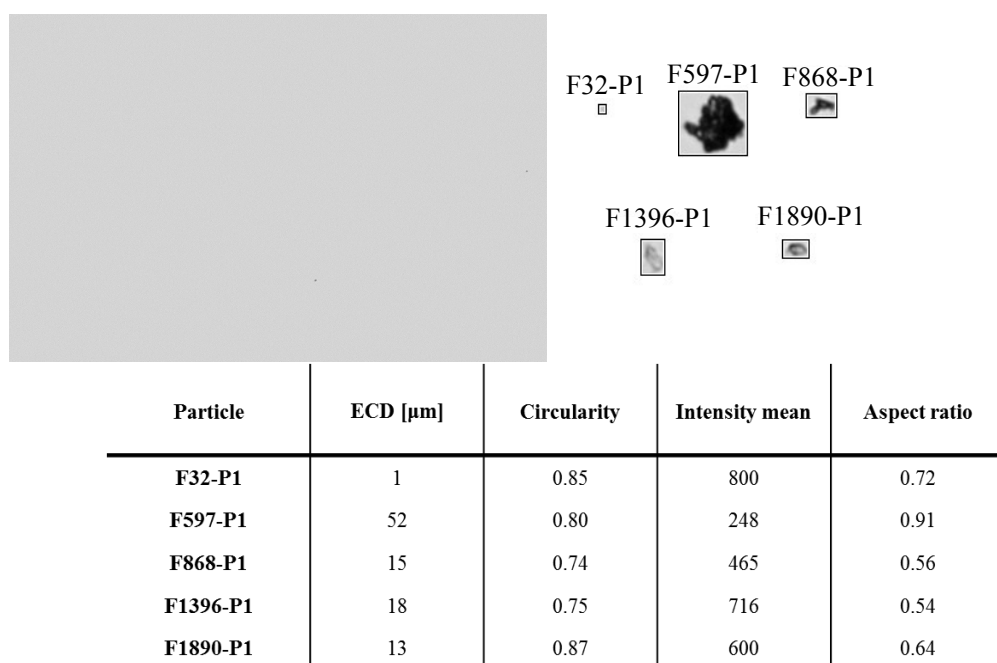 F32-P1 F597-P1 F868-P1
F1396-P1 F1890-P1
Particle ECD [µm] Circularity Intensity mean Aspect ratio
F32-P1 1 0.85 800 0.72
F597-P1 52 0.80 248 0.91
F868-P1 15 0.74 465 0.56
F1396-P1 18 0.75 716 0.54
F1890-P1 13 0.87 600 0.64